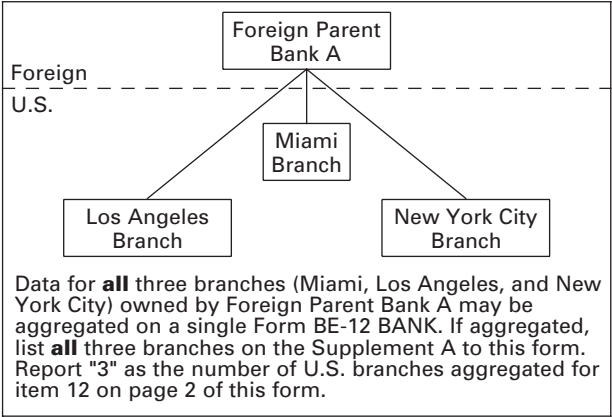 Foreign Parent
Bank A
Foreign
U.S.
Miami
Branch
Los Angeles
Branch
New York City
Branch
Data for all three branches (Miami, Los Angeles, and New
York City) owned by Foreign Parent Bank A may be
aggregated on a single Form BE-12 BANK. If aggregated,
list all three branches on the Supplement A to this form.
Report "3" as the number of U.S. branches aggregated for
item 12 on page 2 of this form.